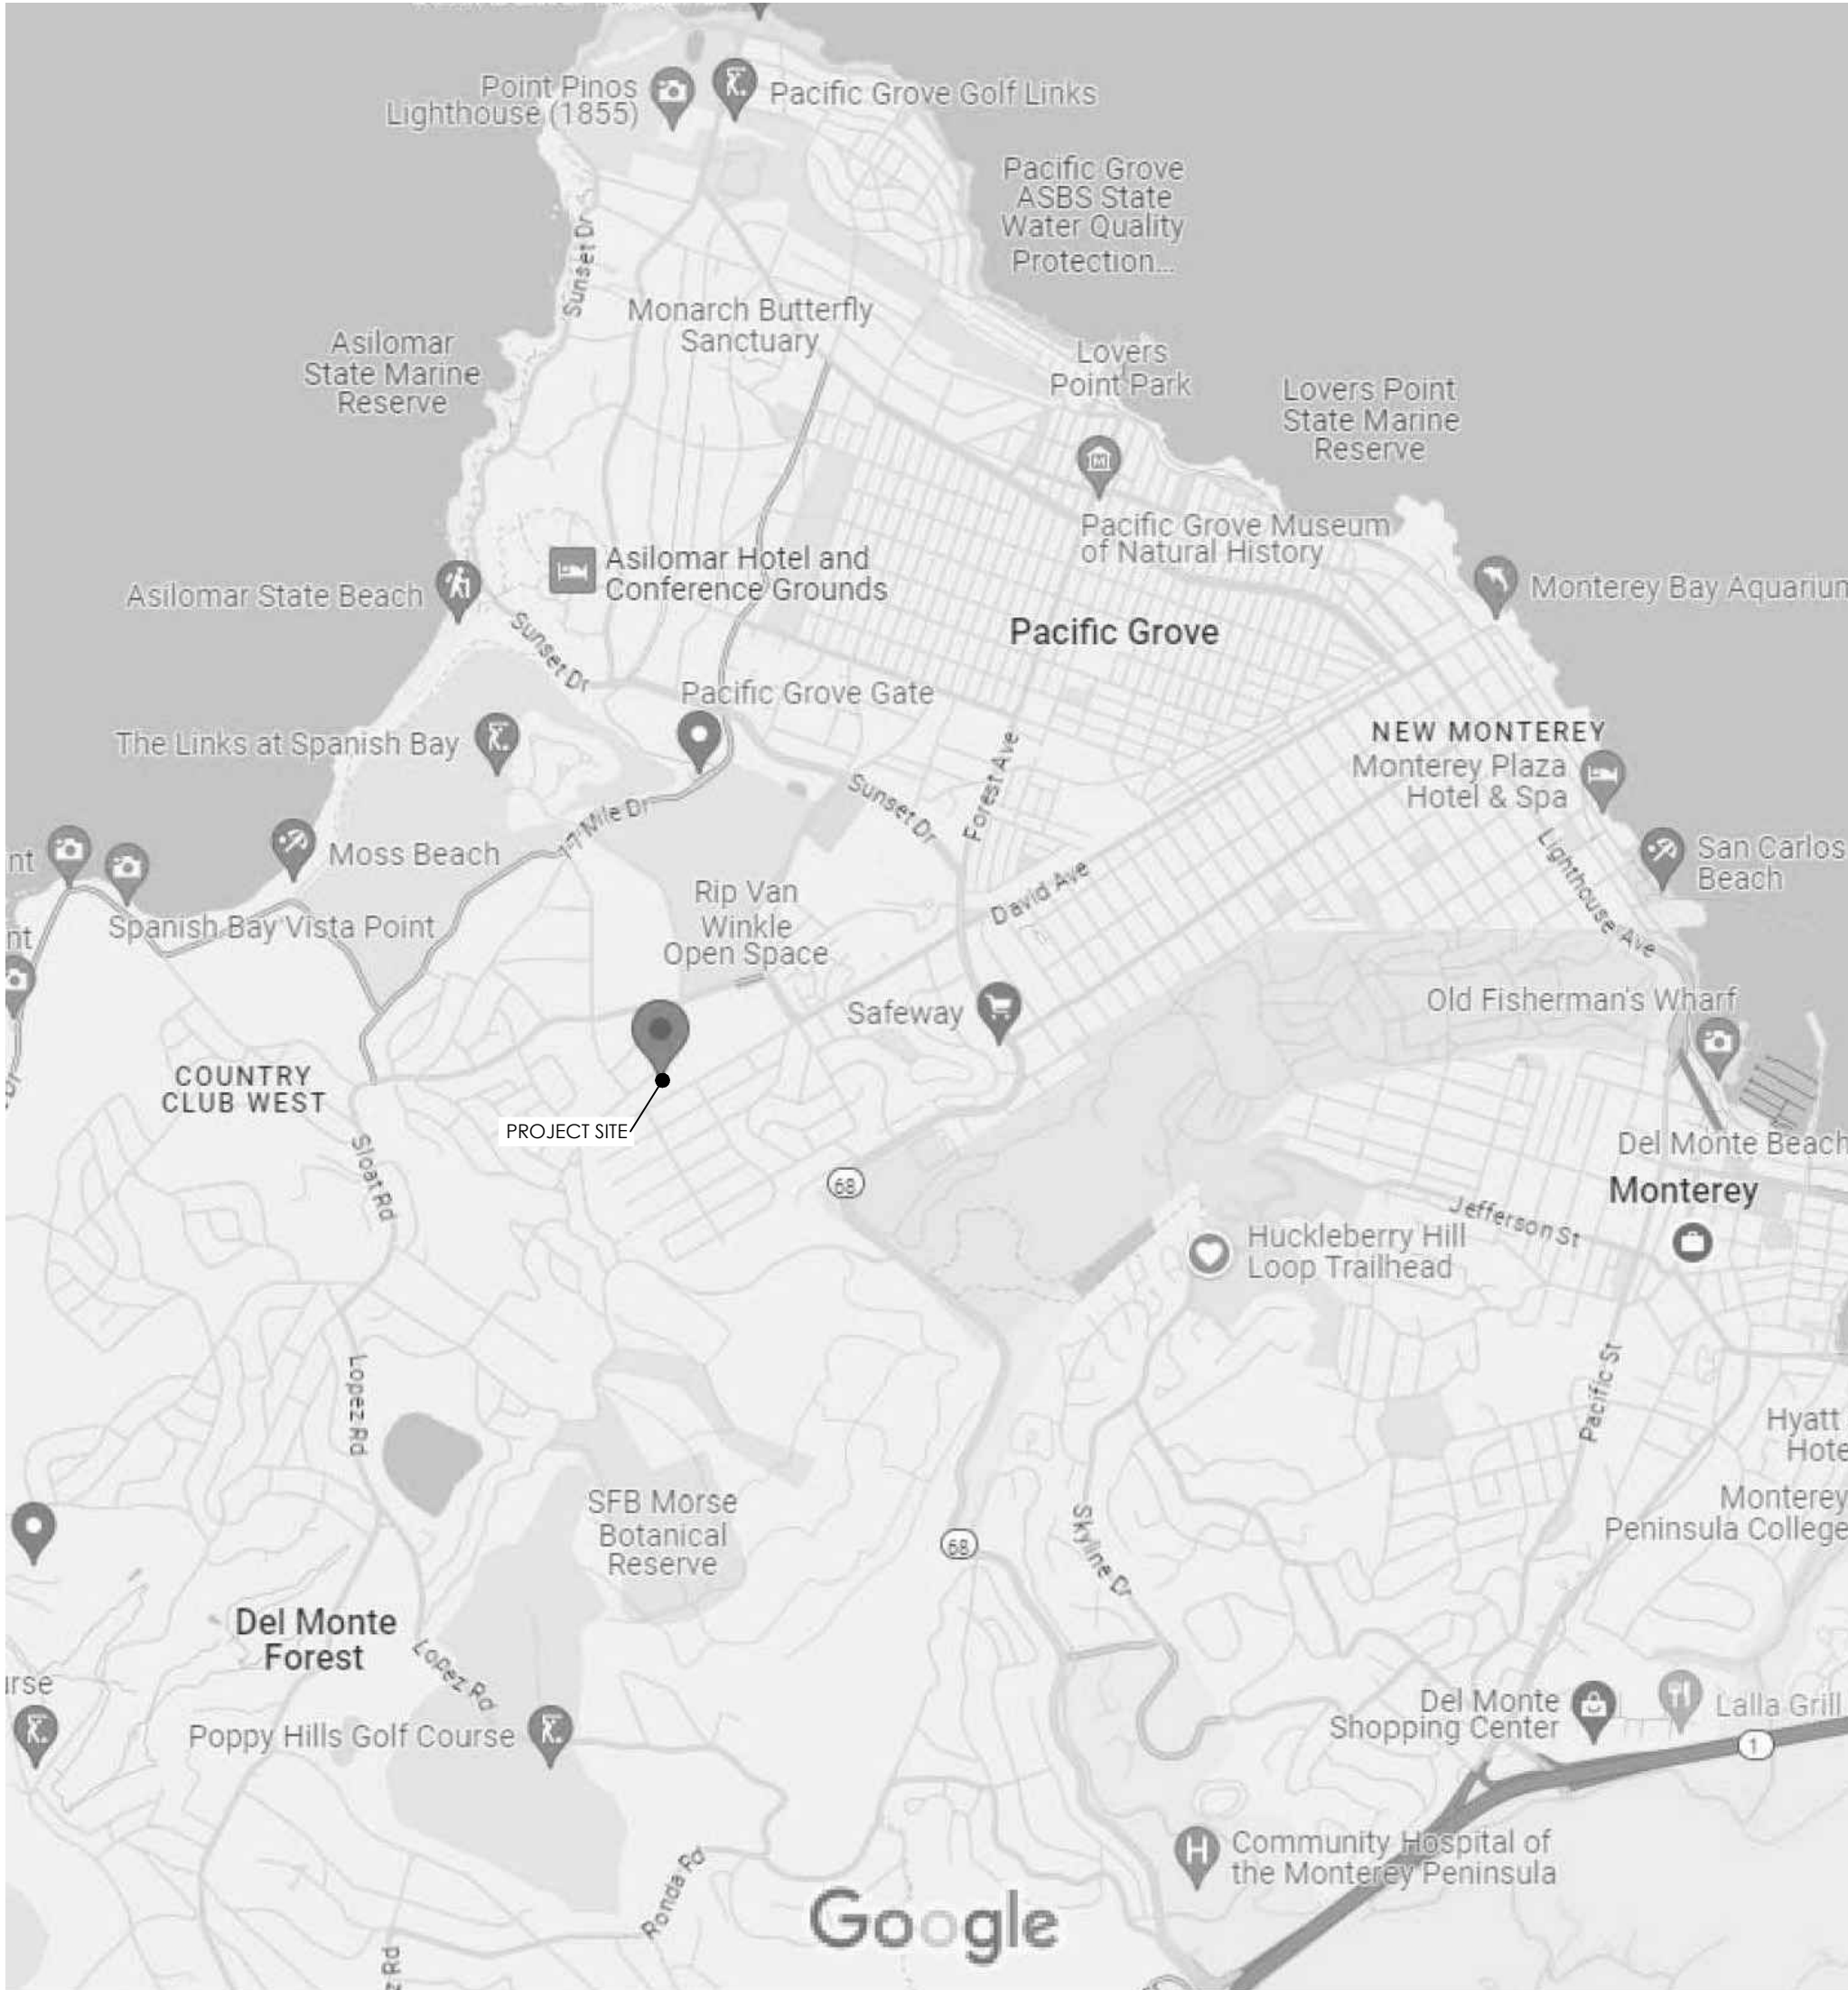 Point Pinos
Lighthouse (1855)
Pacific Grove Golf Links
Pacific Grove
ASBS State
Water Quality
Protection...
Sunset Dr
Monarch Butterfly
Sanctuary
Asilomar
State Marine
Reserve
Lovers
Point Park
Lovers Point
State Marine
Reserve
Pacific Grove Museum
of Natural History
Asilomar Hotel and
Conference Grounds
Asilomar State Beach
Monterey Bay Aquarium
Pacific Grove
Sunset Dr
Pacific Grove Gate
The Links at Spanish Bay
NEW MONTEREY
Monterey Plaza
Hotel & Spa
Forest Ave
Sunset Dr
17 Mile Dr
nt
Moss Beach
San Carlos
Beach
Lighthouse Ave
David Ave
Rip Van
Winkle
Open Space
Spanish Bay Vista Point
nt
Safeway
Old Fisherman's Wharf
COUNTRY
CLUB WEST
Dr
PROJECT SITE
Del Monte Beach
Sloat Rd
68
Monterey
Jefferson St
Huckleberry Hill
Loop Trailhead
Lopez Rd
Pacific St
Hyatt
Hote
SFB Morse
Botanical
Reserve
Monterey
Peninsula College
68
Skyline Dr
Del Monte
Forest
Lopez Rd
urse
Poppy Hills Golf Course
Del Monte
Shopping Center
Lalla Grill
1
Community Hospital of
the Monterey Peninsula
Ronda Rd
Google
z Rd